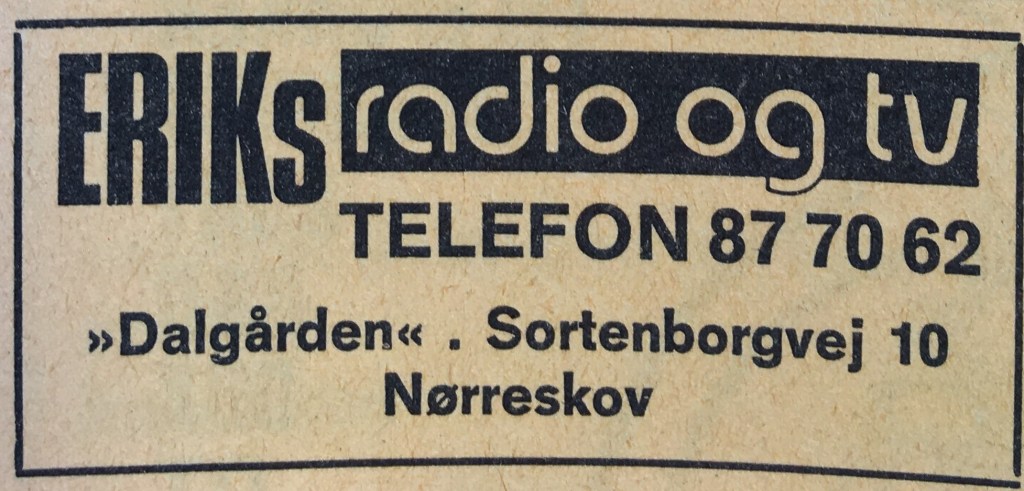 ERIKs radio og tv
TELEFON 87 70 62
»Dalgården« . Sortenborgvej 10
Nørreskov